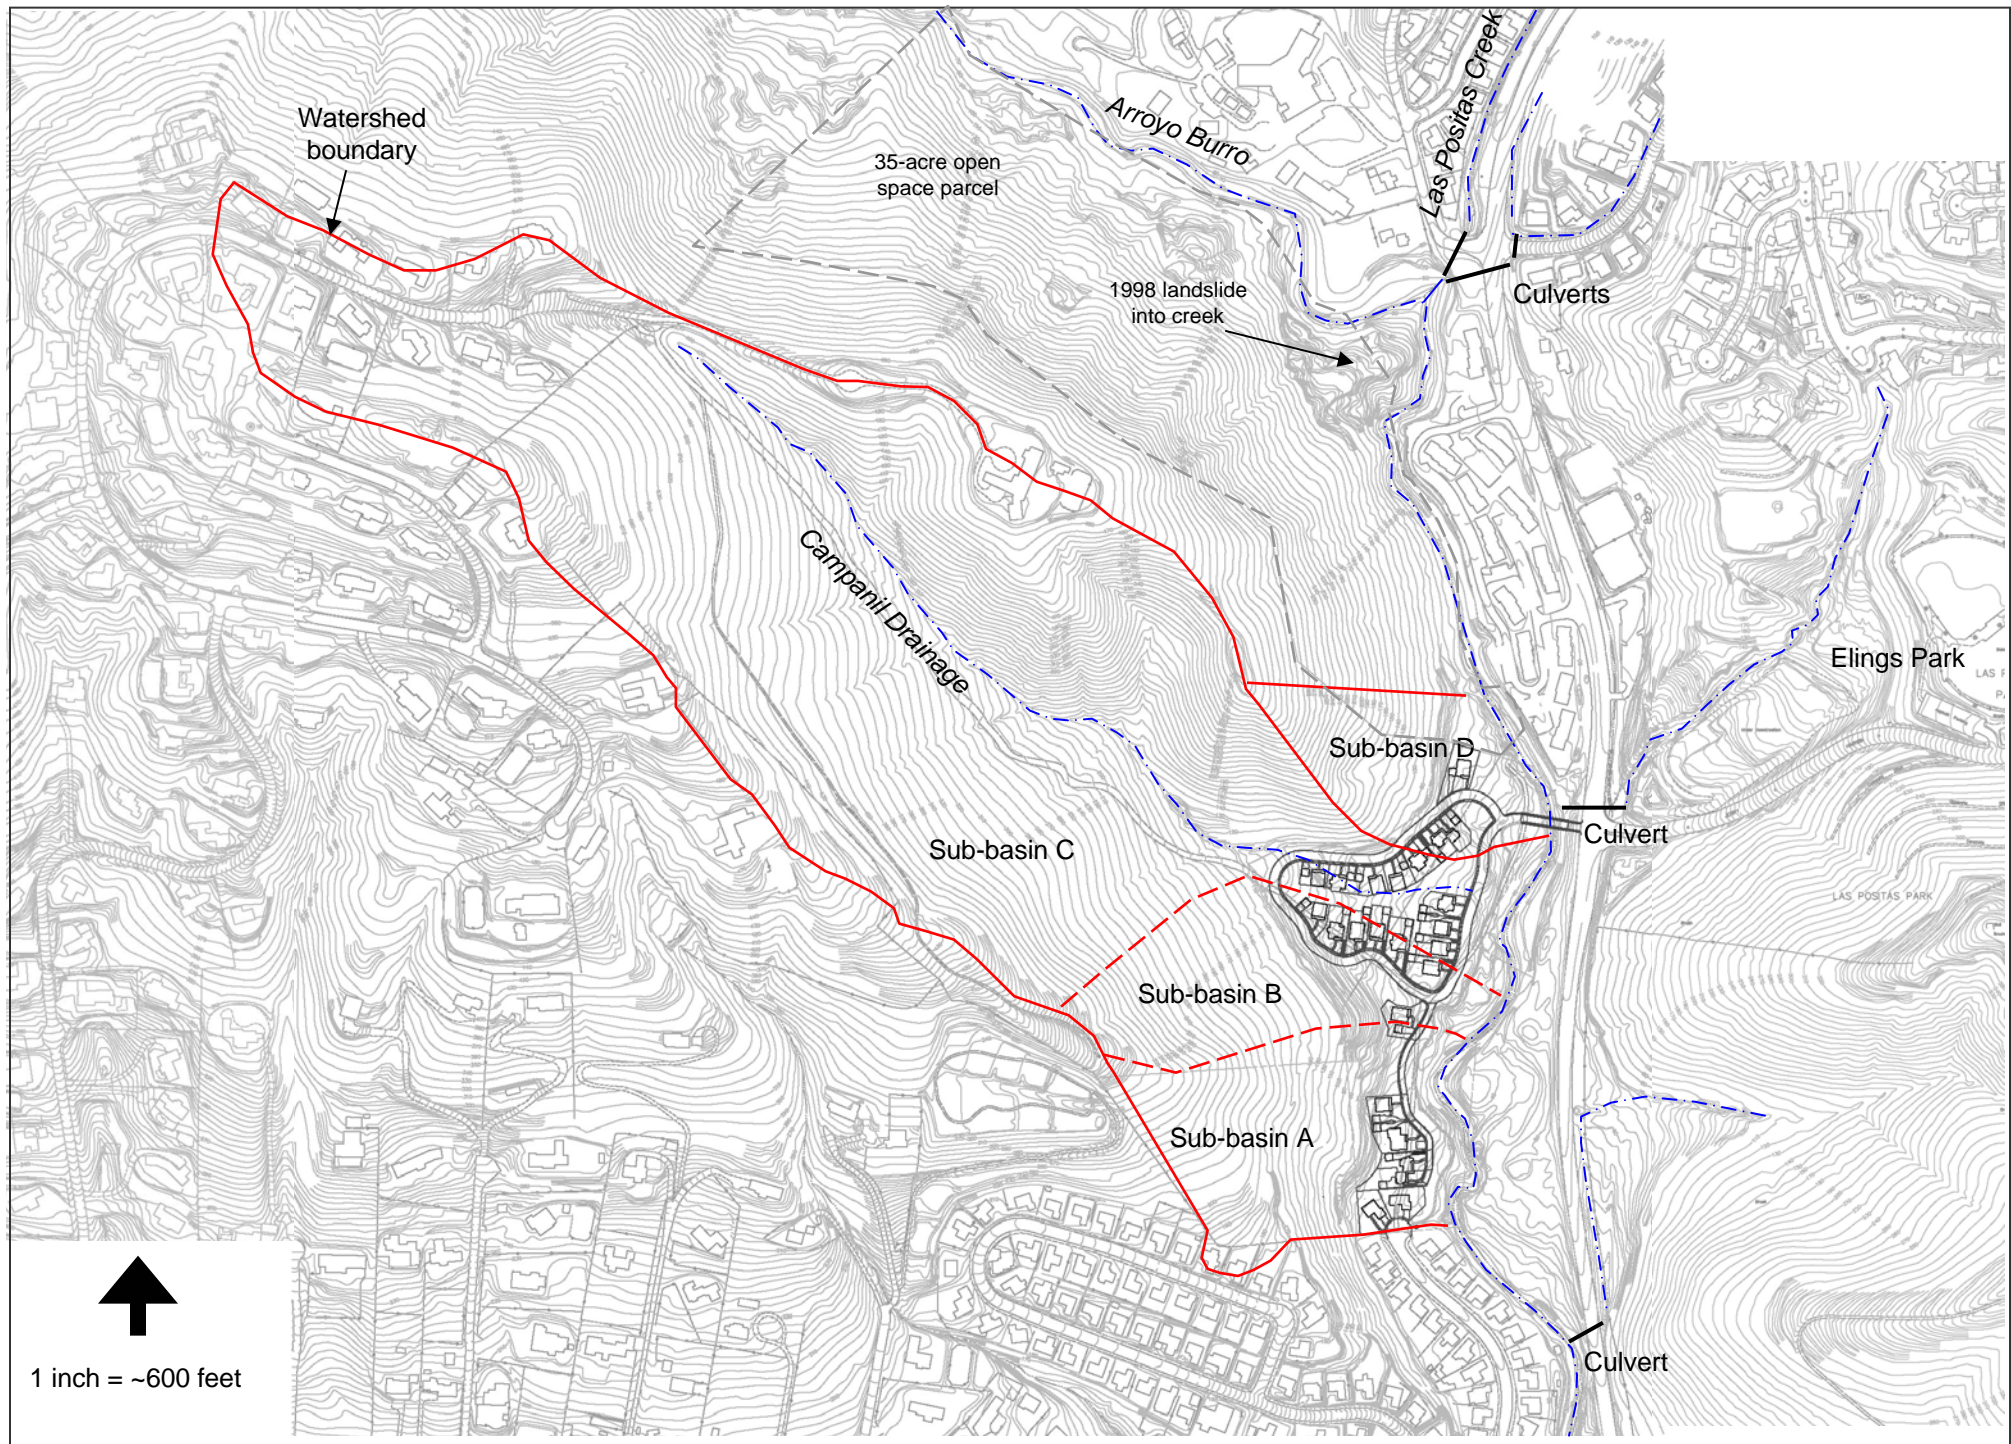 Watershed
boundary
35-acre open
space parcel
Arroyo Burro
Las Positas Creek
1998 landslide
into creek
Culverts
Campanil Drainage
Elings Park
Sub-basin D
Culvert
Sub-basin C
LAS POSITAS PARK
Sub-basin B
Sub-basin A
Culvert
1 inch = ~600 feet